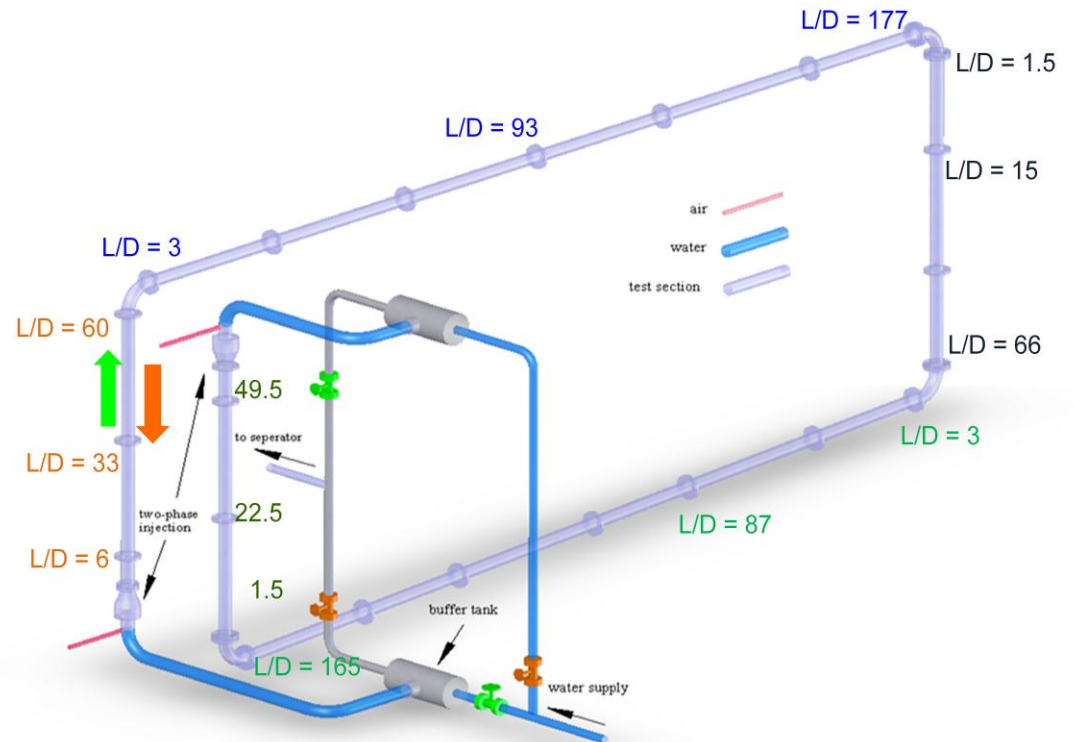 L/D = 177
L/D = 1.5
L/D = 93
L/D = 15
air
water
L/D = 3
test section
L/D = 60
L/D = 66
49.5
L/D = 3
to seperator
L/D = 33
two-phase
injection
22.5
L/D = 87
L/D = 6
1.5
buffer tank
L/D = 165
water supply